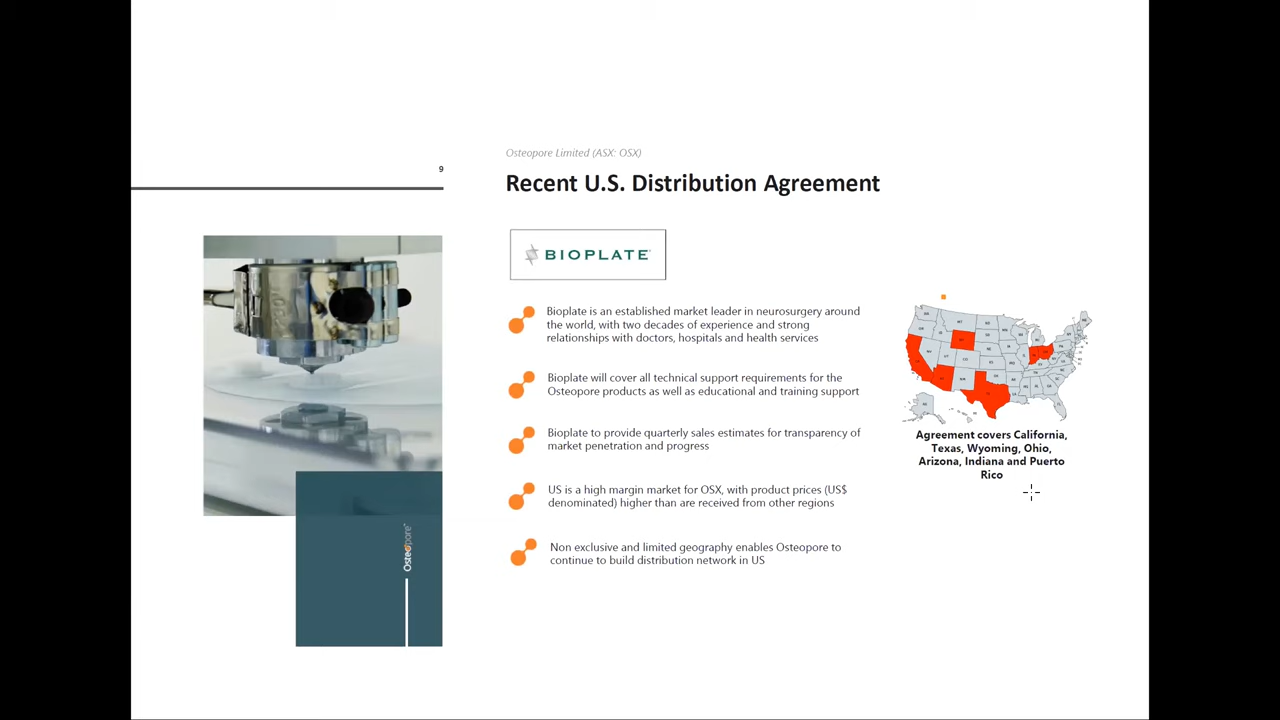 9
Osteopore Limited (ASX: OSX)
Recent U.S. Distribution Agreement
BIOPLATE
Bioplate is an established market leader in neurosurgery around
the world, with two decades of experience and strong
relationships with doctors, hospitals and health services
Bioplate will cover all technical support requirements for the
Osteopore products as well as educational and training support
Bioplate to provide quarterly sales estimates for transparency of
market penetration and progress
US is a high margin market for OSX, with product prices (US$
denominated) higher than are received from other regions
Non exclusive and limited geography enables Osteopore to
continue to build distribution network in US
Agreement covers California,
Texas, Wyoming, Ohio,
Arizona, Indiana and Puerto
Rico
Osteopore™